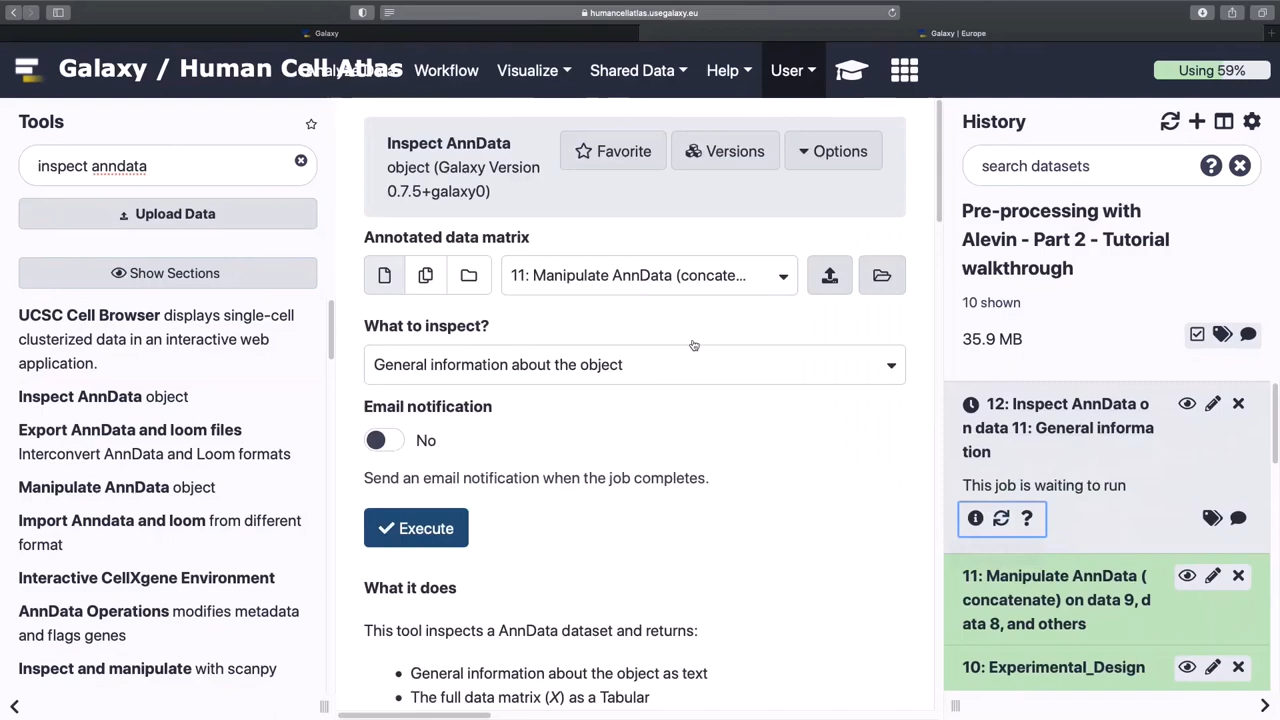 humancellatlas.usegalaxy.eu
Galaxy
Galaxy | Europe
Galaxy / Human Cell Atlas
Workflow
Visualize
Shared Data
Help
User
Using 59%
Tools
inspect anndata
Upload Data
Show Sections
UCSC Cell Browser displays single-cell
clusterized data in an interactive web
application.
Inspect AnnData object
Export AnnData and loom files
Interconvert AnnData and Loom formats
Manipulate AnnData object
Import Anndata and loom from different
format
Interactive CellXgene Environment
AnnData Operations modifies metadata
and flags genes
Inspect and manipulate with scanpy
Inspect AnnData
object (Galaxy Version
0.7.5+galaxy0)
Favorite
Versions
Options
Annotated data matrix
11: Manipulate AnnData (concate...
What to inspect?
General information about the object
Email notification
No
Send an email notification when the job completes.
Execute
What it does
This tool inspects a AnnData dataset and returns:
• General information about the object as text
• The full data matrix (X) as a Tabular
History
search datasets
Pre-processing with
Alevin - Part 2 - Tutorial
walkthrough
10 shown
35.9 MB
12: Inspect AnnData o
n data 11: General informa
tion
This job is waiting to run
11: Manipulate AnnData (
concatenate) on data 9, d
ata 8, and others
10: Experimental_Design